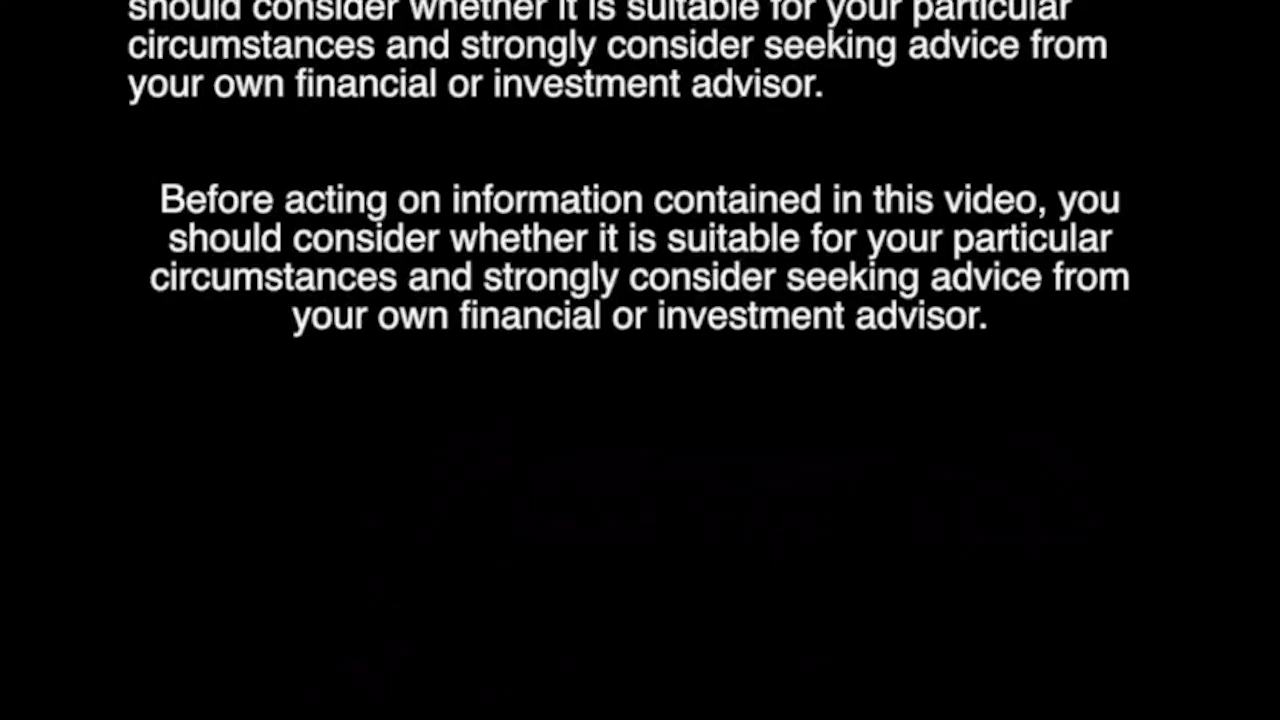 should consider whether it is suitable for your particular
circumstances and strongly consider seeking advice from
your own financial or investment advisor.
Before acting on information contained in this video, you
should consider whether it is suitable for your particular
circumstances and strongly consider seeking advice from
your own financial or investment advisor.